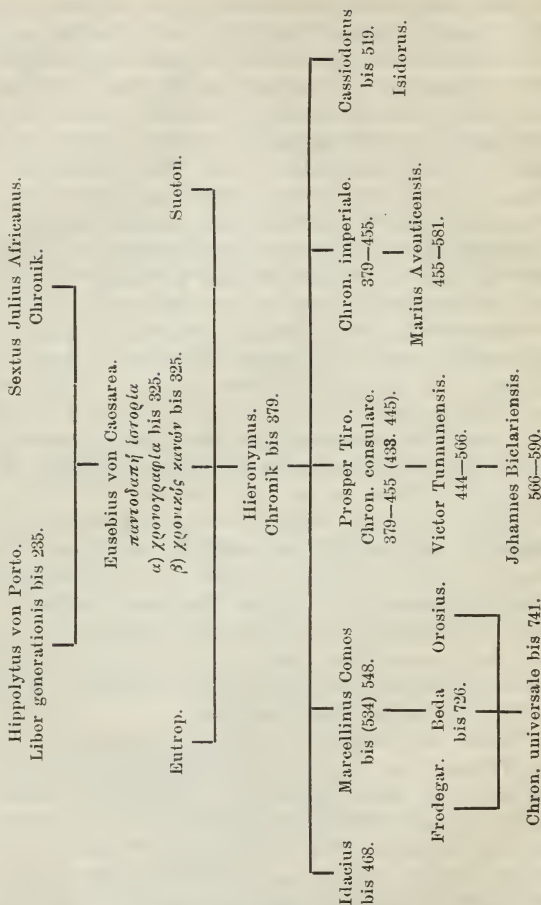 Hippolytus von Porto.
Liber generationis bis 235.
Sextus Julius Africanus.
Chronik.
Eusebius von Caesarea.
παντοδαπὴ ἱστορία
α) χρονογραφία bis 325.
β) χρονικὸς κανών bis 325.
Eutrop.
Sueton.
Hieronymus.
Chronik bis 379.
Idacius
bis 468.
Marcellinus Comes
bis (534) 548.
Prosper Tiro.
Chron. consulare.
379—455 (433. 445).
Chron. imperiale.
379—455.
Cassiodorus
bis 519.
Isidorus.
Fredegar.
Beda
bis 726.
Orosius.
Victor Tunnunensis.
444—566.
Marius Aventicensis.
455—581.
Johannes Biclariensis.
566—590.
Chron. universale bis 741.